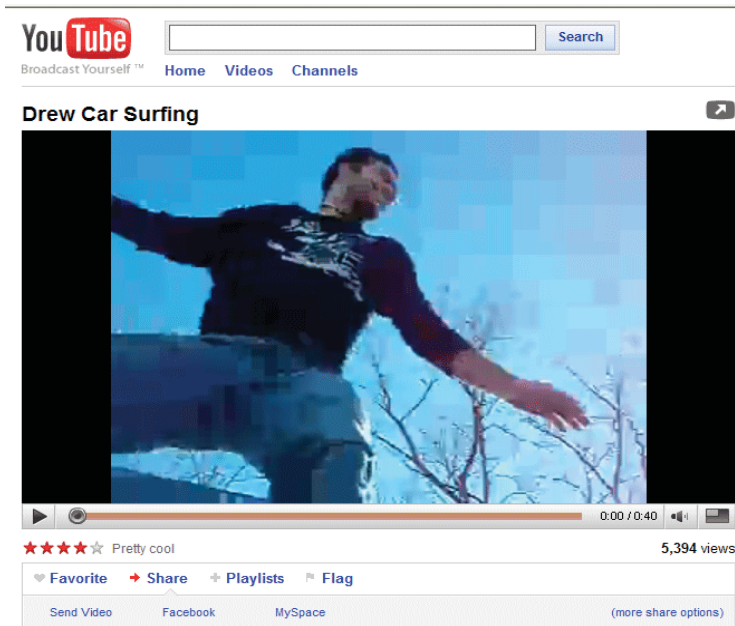 YouTube Search
Broadcast Yourself ™ Home Videos Channels
Drew Car Surfing
0:00 / 0:40
Pretty cool 5,394 views
Favorite Share Playlists Flag
Send Video Facebook MySpace (more share options)